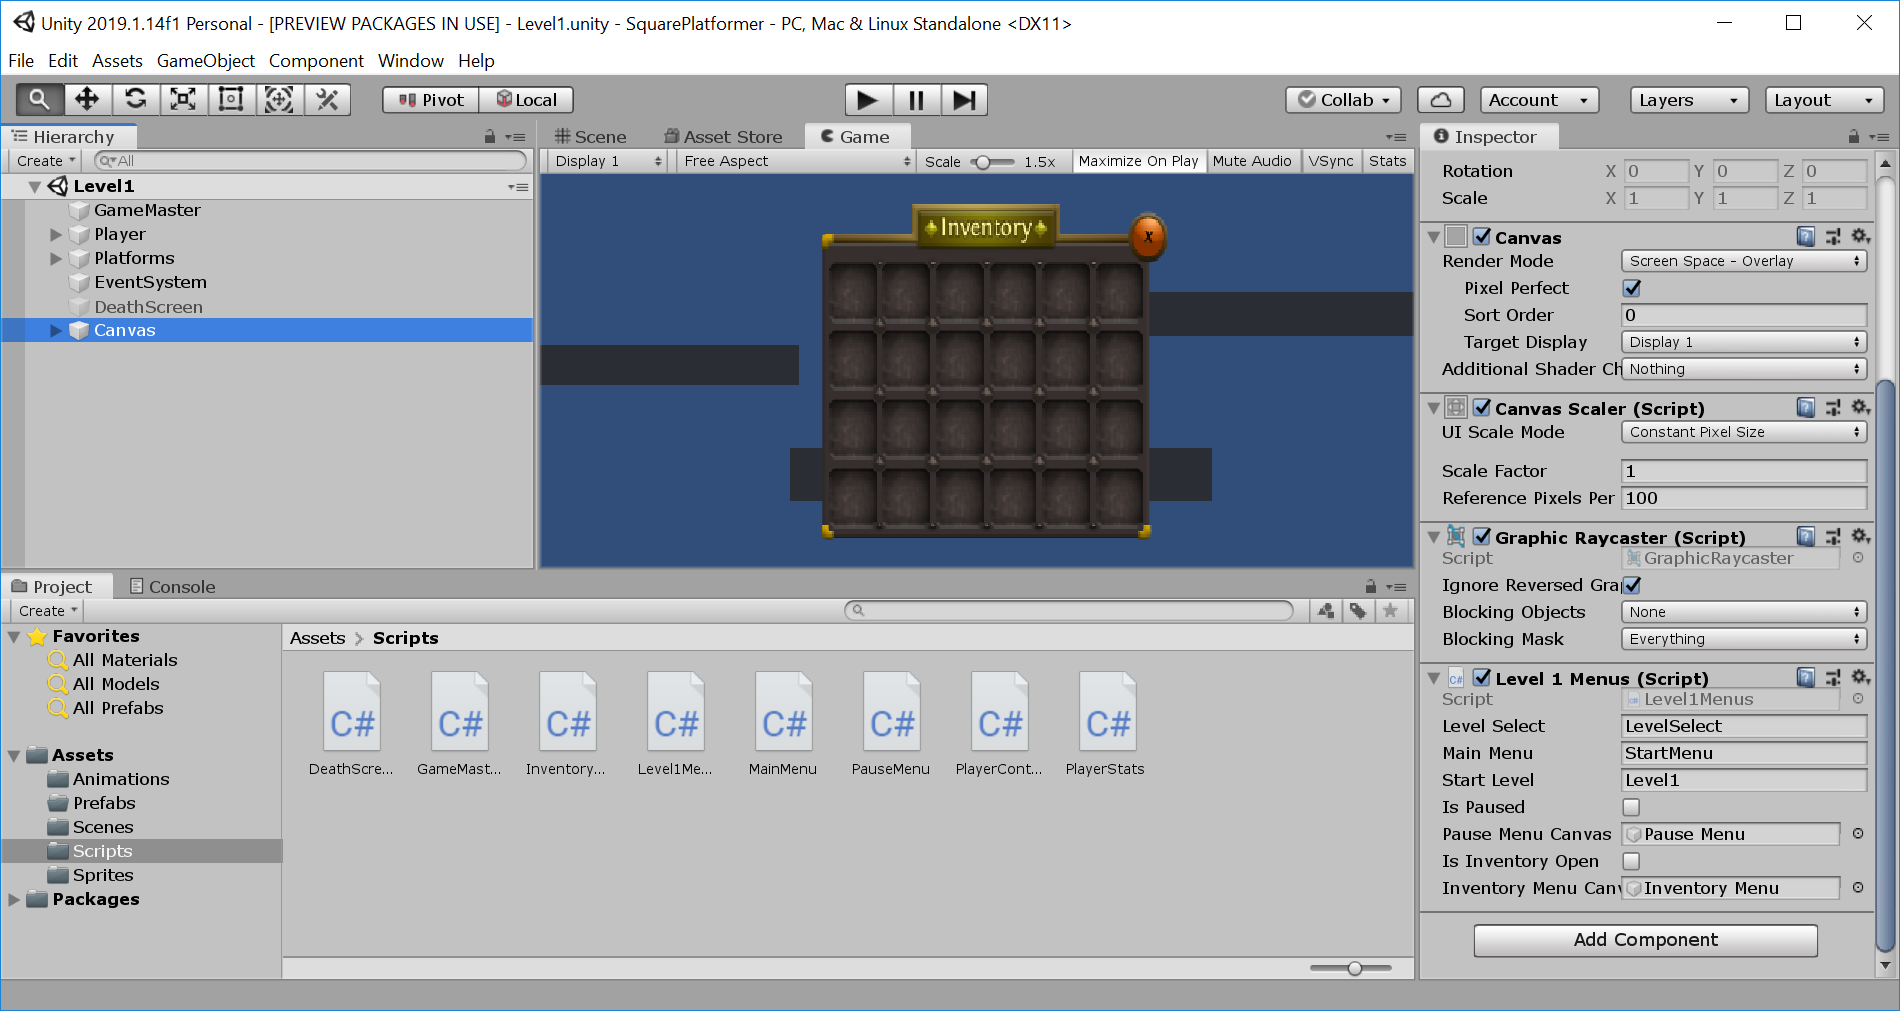 Unity 2019.1.14f1 Personal - [PREVIEW PACKAGES IN USE] - Level1.unity - SquarePlatformer - PC, Mac & Linux Standalone <DX11>
File Edit Assets GameObject Component Window Help
Pivot Local Collab Account Layers Layout
Hierarchy
Create All
Level1
GameMaster
Player
Platforms
EventSystem
DeathScreen
Canvas
Scene Asset Store Game
Display 1 Free Aspect Scale 1.5x Maximize On Play Mute Audio VSync Stats
Inventory X
Project Console
Create
Favorites
All Materials
All Models
All Prefabs
Assets
Animations
Prefabs
Scenes
Scripts
Sprites
Packages
Assets > Scripts
C# C# C# C# C# C# C# C#
DeathScre... GameMast... Inventory... Level1Me... MainMenu PauseMenu PlayerCont... PlayerStats
Inspector
Rotation X 0 Y 0 Z 0
Scale X 1 Y 1 Z 1
Canvas
Render Mode Screen Space - Overlay
Pixel Perfect
Sort Order 0
Target Display Display 1
Additional Shader Ch Nothing
Canvas Scaler (Script)
UI Scale Mode Constant Pixel Size
Scale Factor 1
Reference Pixels Per 100
Graphic Raycaster (Script)
Script GraphicRaycaster
Ignore Reversed Gra
Blocking Objects None
Blocking Mask Everything
C# Level 1 Menus (Script)
Script Level1Menus
Level Select LevelSelect
Main Menu StartMenu
Start Level Level1
Is Paused
Pause Menu Canvas Pause Menu
Is Inventory Open
Inventory Menu Canv Inventory Menu
Add Component